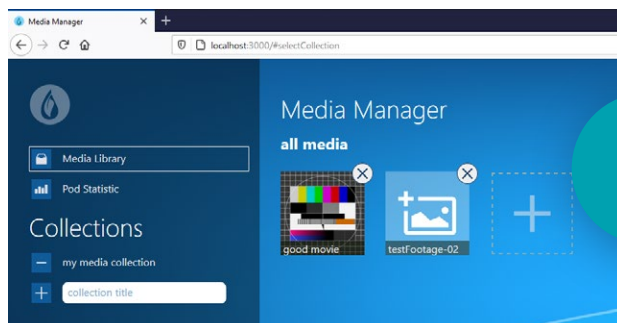 Media Manager
localhost:3000/#selectCollection
Media Library
Pod Statistic
Collections
my media collection
collection title
Media Manager
all media
good movie
testFootage-02